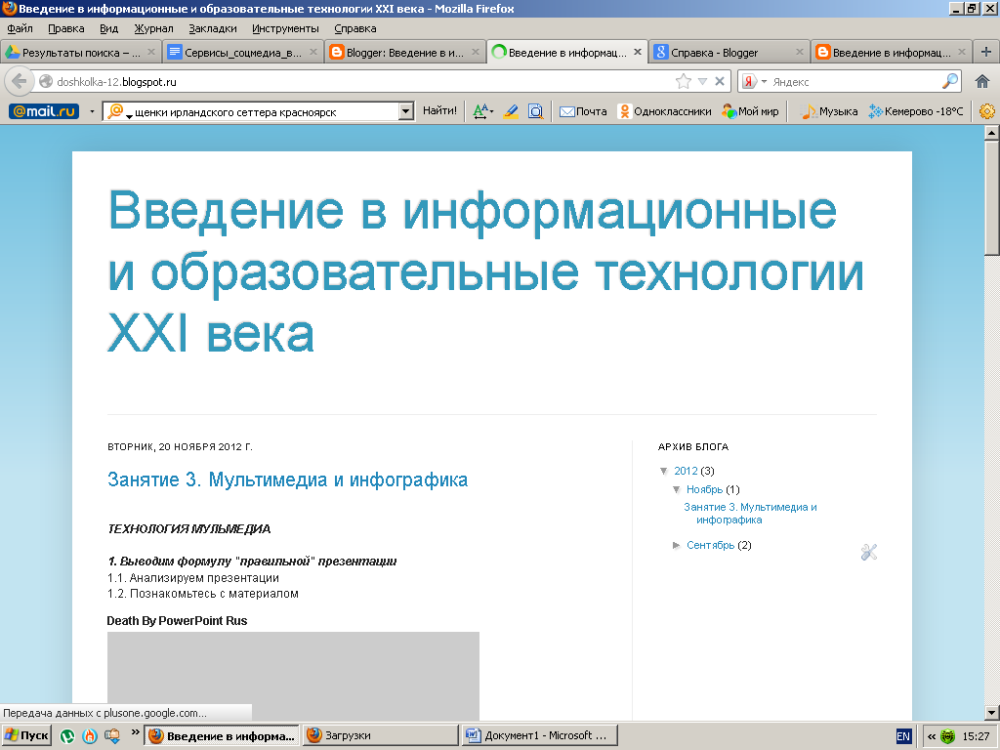 Введение в информационные и образовательные технологии XXI века - Mozilla Firefox
Файл Правка Вид Журнал Закладки Инструменты Справка
Результаты поиска – ... Сервисы_соцмедиа_в... Blogger: Введение в и... Введение в информац... Справка - Blogger Введение в информац...
doshkolka-12.blogspot.ru Яндекс
@mail.ru щенки ирландского сеттера красноярск Найти! Почта Одноклассники Мой мир Музыка Кемерово -18°C
Введение в информационные
и образовательные технологии
XXI века
ВТОРНИК, 20 НОЯБРЯ 2012 Г.
Занятие 3. Мультимедиа и инфографика
ТЕХНОЛОГИЯ МУЛЬМЕДИА
1. Выводим формулу "правильной" презентации
1.1. Анализируем презентации
1.2. Познакомьтесь с материалом
Death By PowerPoint Rus
АРХИВ БЛОГА
▼ 2012 (3)
▼ Ноябрь (1)
Занятие 3. Мультимедиа и
инфографика
► Сентябрь (2)
Передача данных с plusone.google.com...
Пуск Введение в информа... Загрузки Документ1 - Microsoft ... EN 15:27